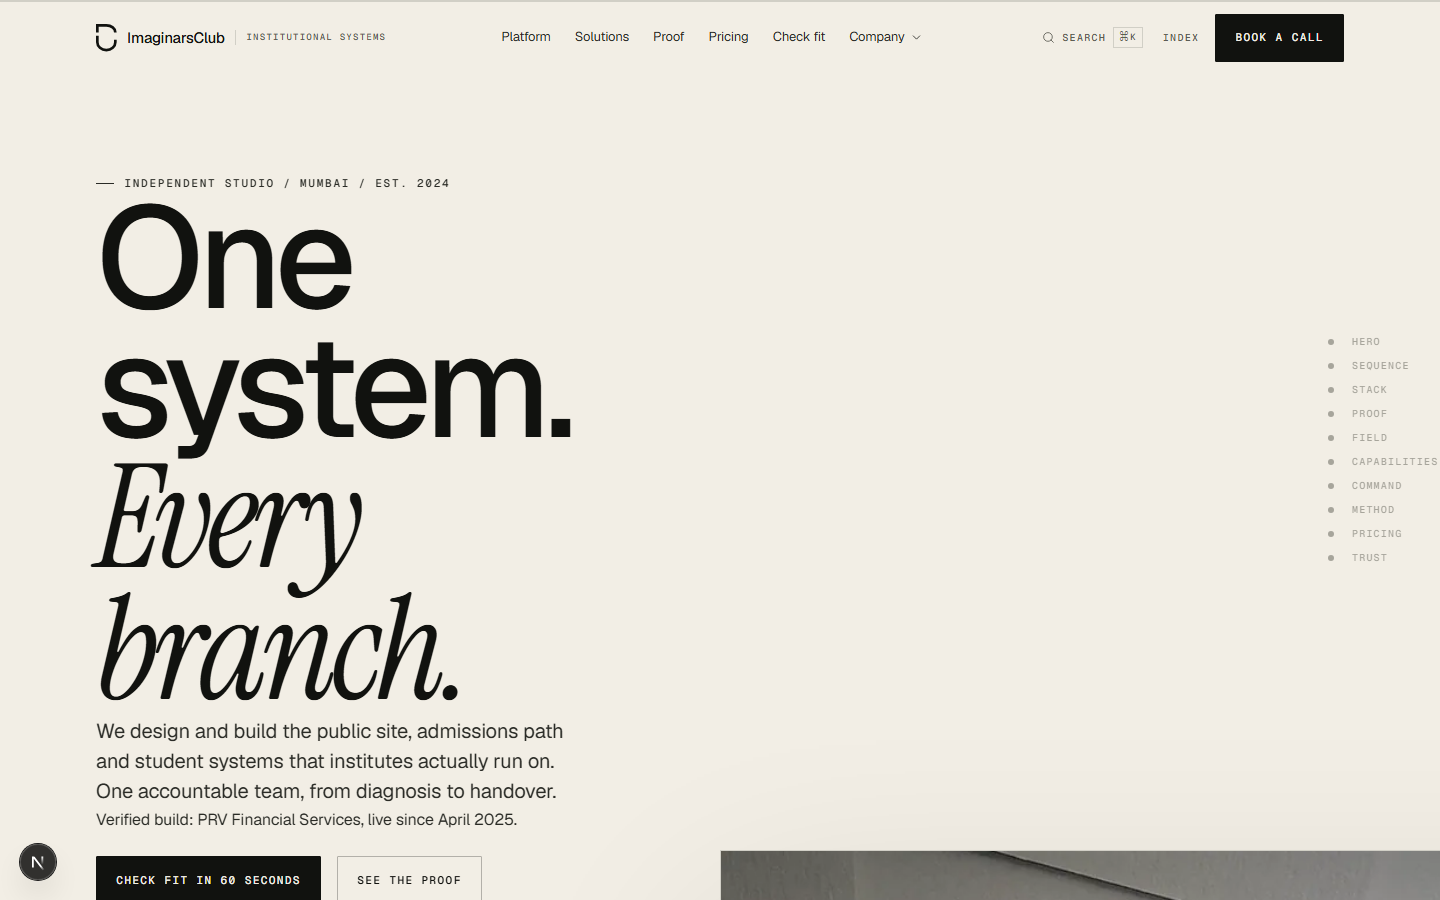 ImaginarsClub
INSTITUTIONAL SYSTEMS
Platform
Solutions
Proof
Pricing
Check fit
Company
SEARCH
⌘K
INDEX
BOOK A CALL
INDEPENDENT STUDIO / MUMBAI / EST. 2024
One
system.
Every
branch.
We design and build the public site, admissions path
and student systems that institutes actually run on.
One accountable team, from diagnosis to handover.
Verified build: PRV Financial Services, live since April 2025.
CHECK FIT IN 60 SECONDS
SEE THE PROOF
HERO
SEQUENCE
STACK
PROOF
FIELD
CAPABILITIES
COMMAND
METHOD
PRICING
TRUST
N